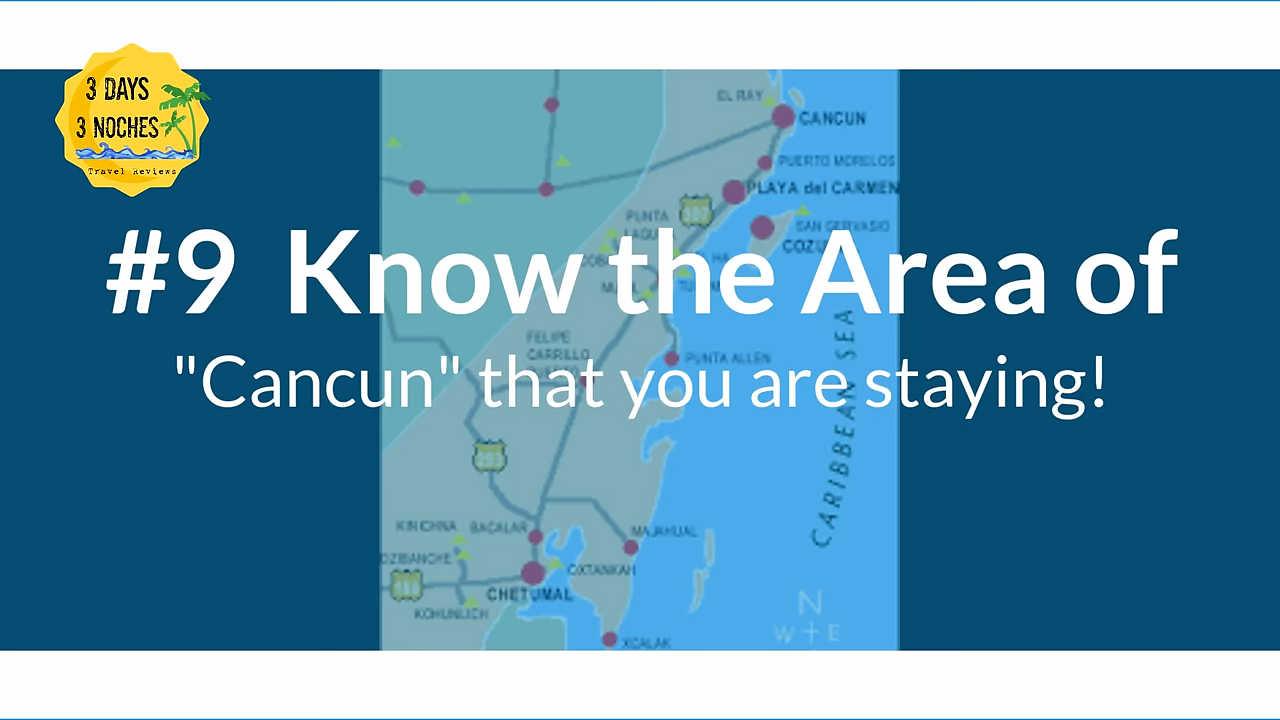 3 DAYS
3 NOCHES
Travel Reviews
EL RAY
CANCUN
PUERTO MORELOS
PLAYA del CARMEN
PUNTA
SAN GERVASIO
#9 Know the Area of
FELIPE
CARRILLO
PUNTA ALLEN
"Cancun" that you are staying!
CARIBBEAN SEA
KINICHNA
BACALAR
MAJAHUAL
DZIBANCHE
OXTANKAH
CHETUMAL
KOHUNLICH
XCALAK
N
W E